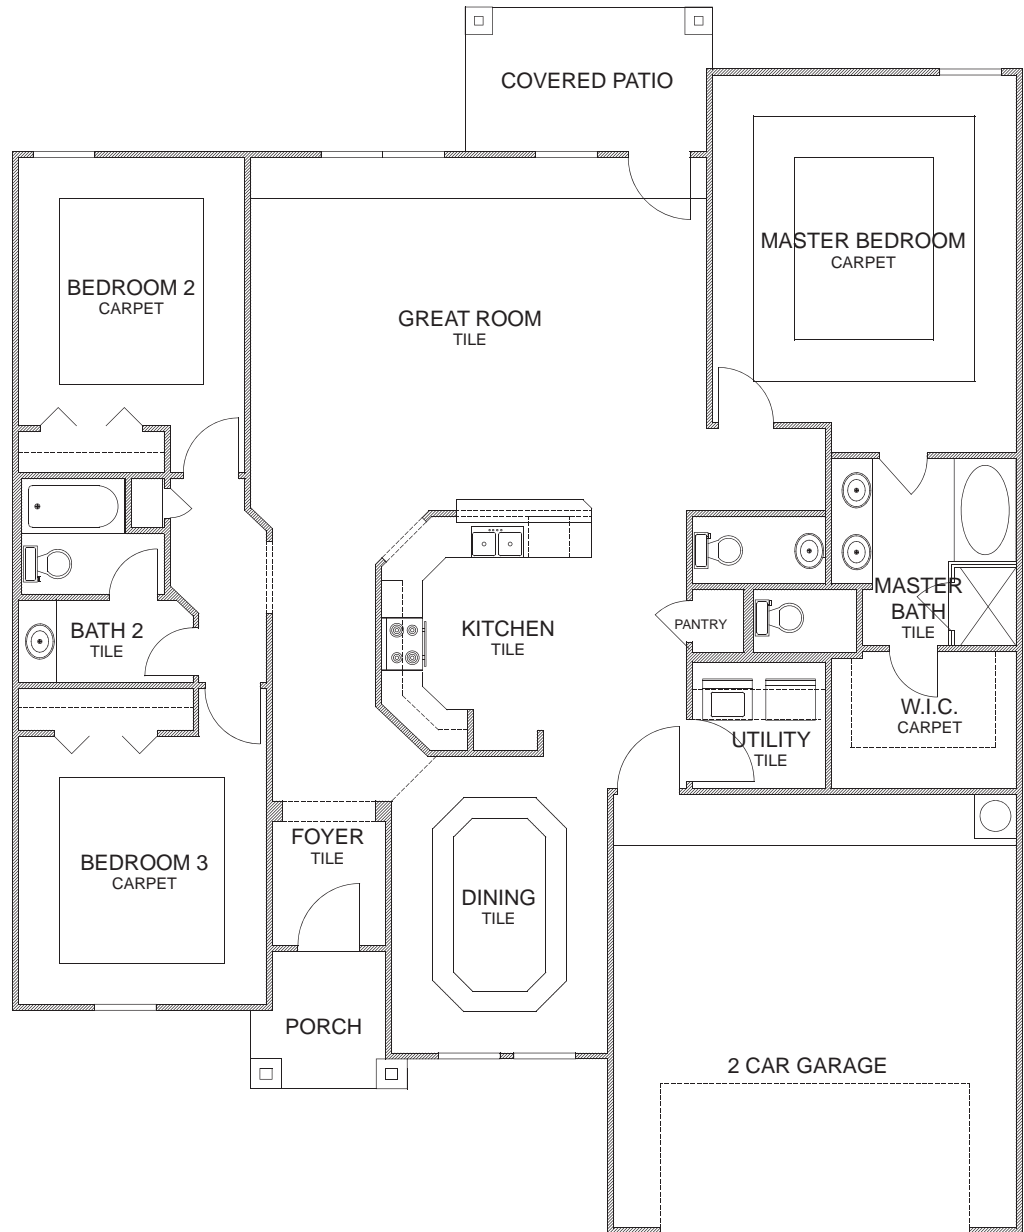 COVERED PATIO
MASTER BEDROOM
CARPET
BEDROOM 2
CARPET
GREAT ROOM
TILE
MASTER
BATH
TILE
PANTRY
KITCHEN
TILE
BATH 2
TILE
W.I.C.
CARPET
UTILITY
TILE
FOYER
TILE
BEDROOM 3
CARPET
DINING
TILE
PORCH
2 CAR GARAGE